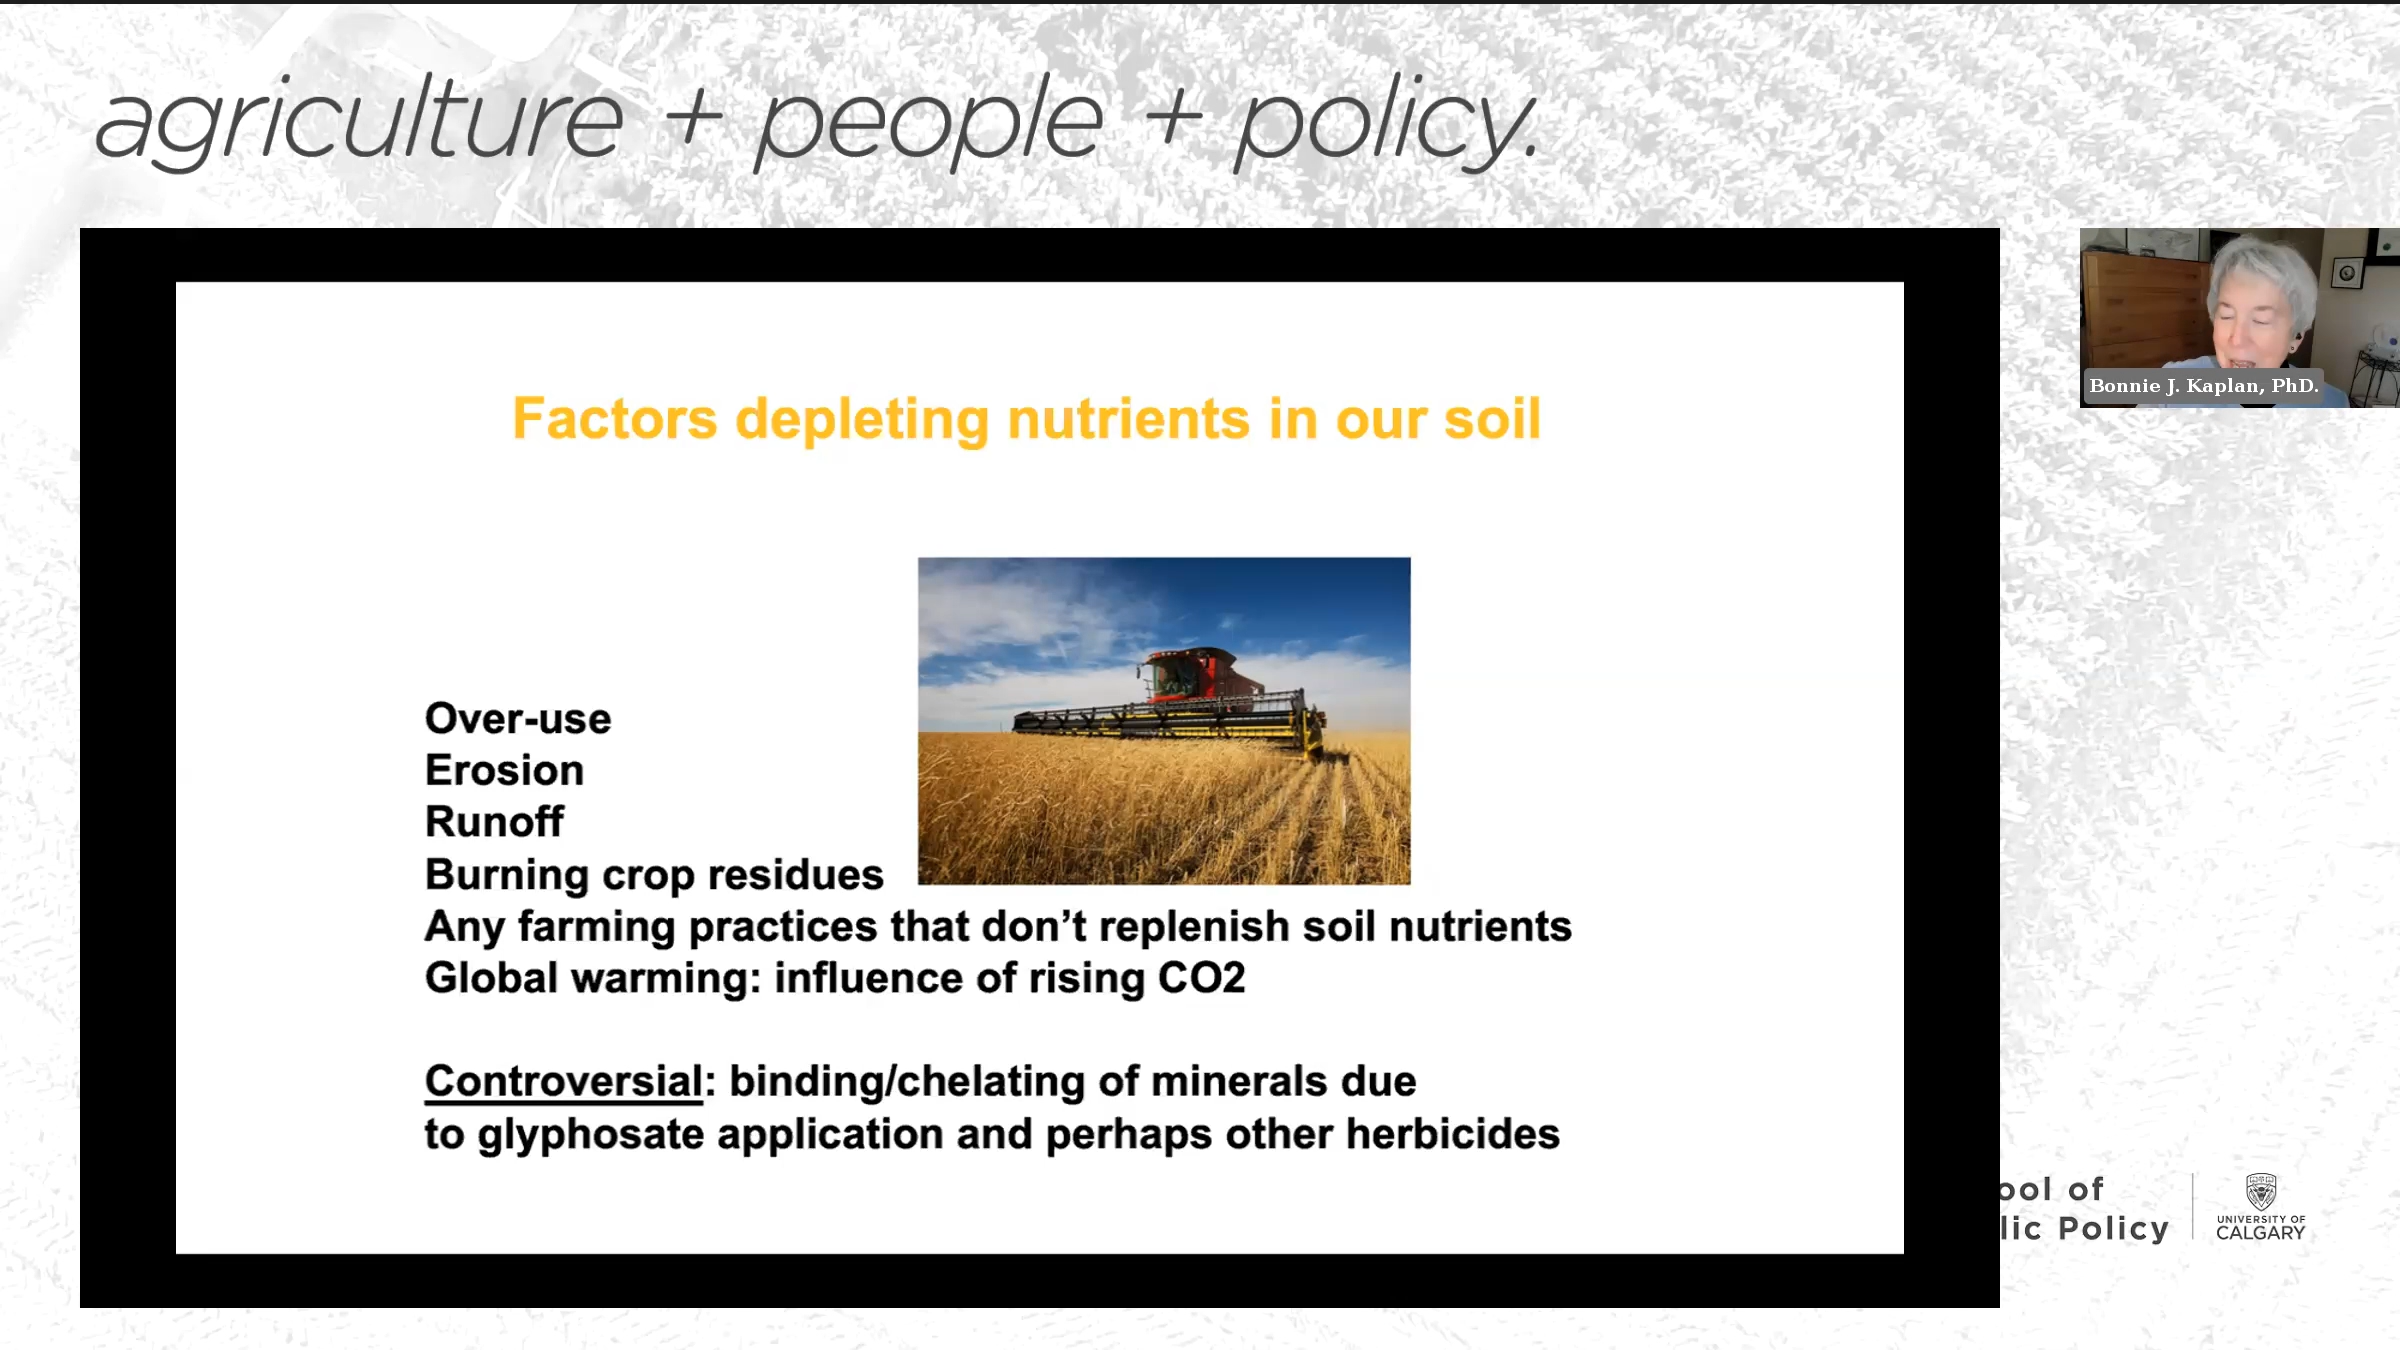 agriculture + people + policy.
Factors depleting nutrients in our soil
Over-use
Erosion
Runoff
Burning crop residues
Any farming practices that don’t replenish soil nutrients
Global warming: influence of rising CO2
Controversial: binding/chelating of minerals due
to glyphosate application and perhaps other herbicides
Bonnie J. Kaplan, PhD.
ool of
lic Policy
UNIVERSITY OF
CALGARY